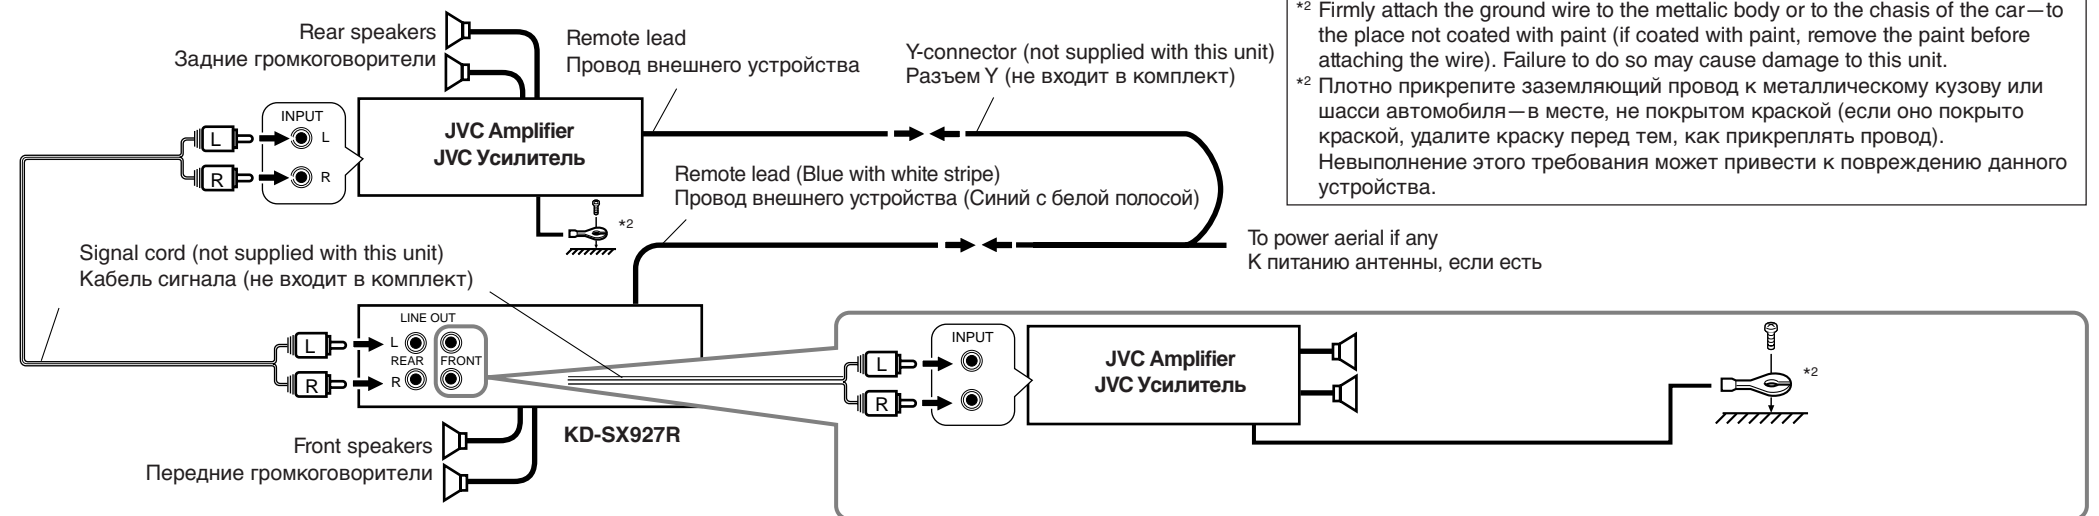 Rear speakers
Задние громкоговорители
Remote lead
Провод внешнего устройства
Y-connector (not supplied with this unit)
Разъем Y (не входит в комплект)
*2 Firmly attach the ground wire to the mettalic body or to the chasis of the car—to
the place not coated with paint (if coated with paint, remove the paint before
attaching the wire). Failure to do so may cause damage to this unit.
*2 Плотно прикрепите заземляющий провод к металлическому кузову или
шасси автомобиля—в месте, не покрытом краской (если оно покрыто
краской, удалите краску перед тем, как прикреплять провод).
Невыполнение этого требования может привести к повреждению данного
устройства.
INPUT
L
L
R
R
JVC Amplifier
JVC Усилитель
Remote lead (Blue with white stripe)
Провод внешнего устройства (Синий с белой полосой)
*2
Signal cord (not supplied with this unit)
Кабель сигнала (не входит в комплект)
To power aerial if any
К питанию антенны, если есть
LINE OUT
L
L
REAR
FRONT
R
R
INPUT
L
R
JVC Amplifier
JVC Усилитель
*2
KD-SX927R
Front speakers
Передние громкоговорители